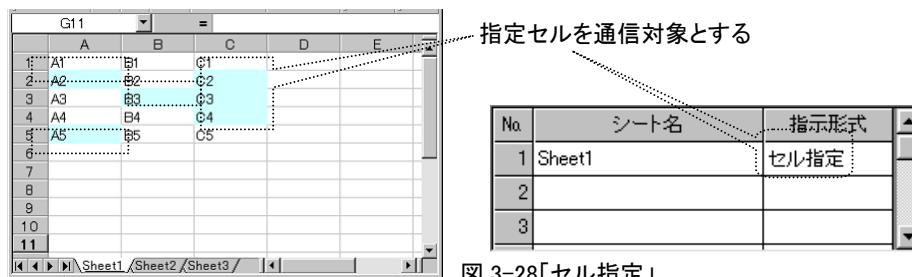 G11 =
A B C D E
1 A1 B1 C1
2 A2 B2 C2
3 A3 B3 C3
4 A4 B4 C4
5 A5 B5 C5
6
7
8
9
10
11
Sheet1 Sheet2 Sheet3
指定セルを通信対象とする
No. シート名 指示形式
1 Sheet1 セル指定
2
3
図 3-28「セル指定」